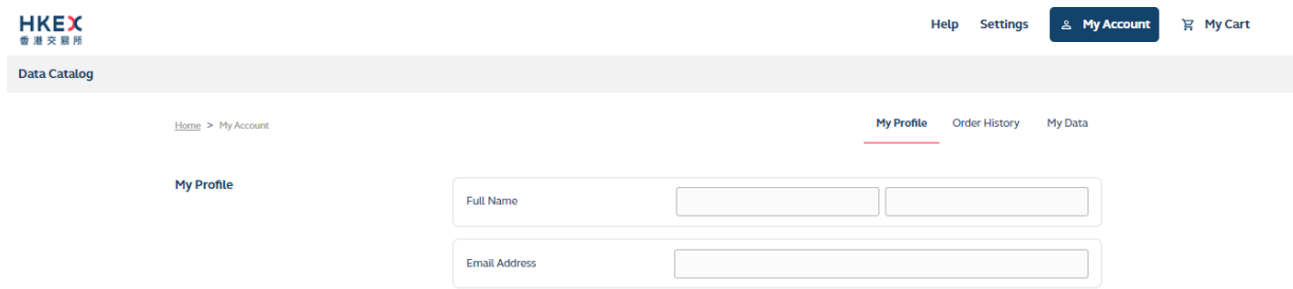 HKEX
香港交易所
Help Settings My Account My Cart
Data Catalog
Home > My Account
My Profile Order History My Data
My Profile
Full Name
Email Address